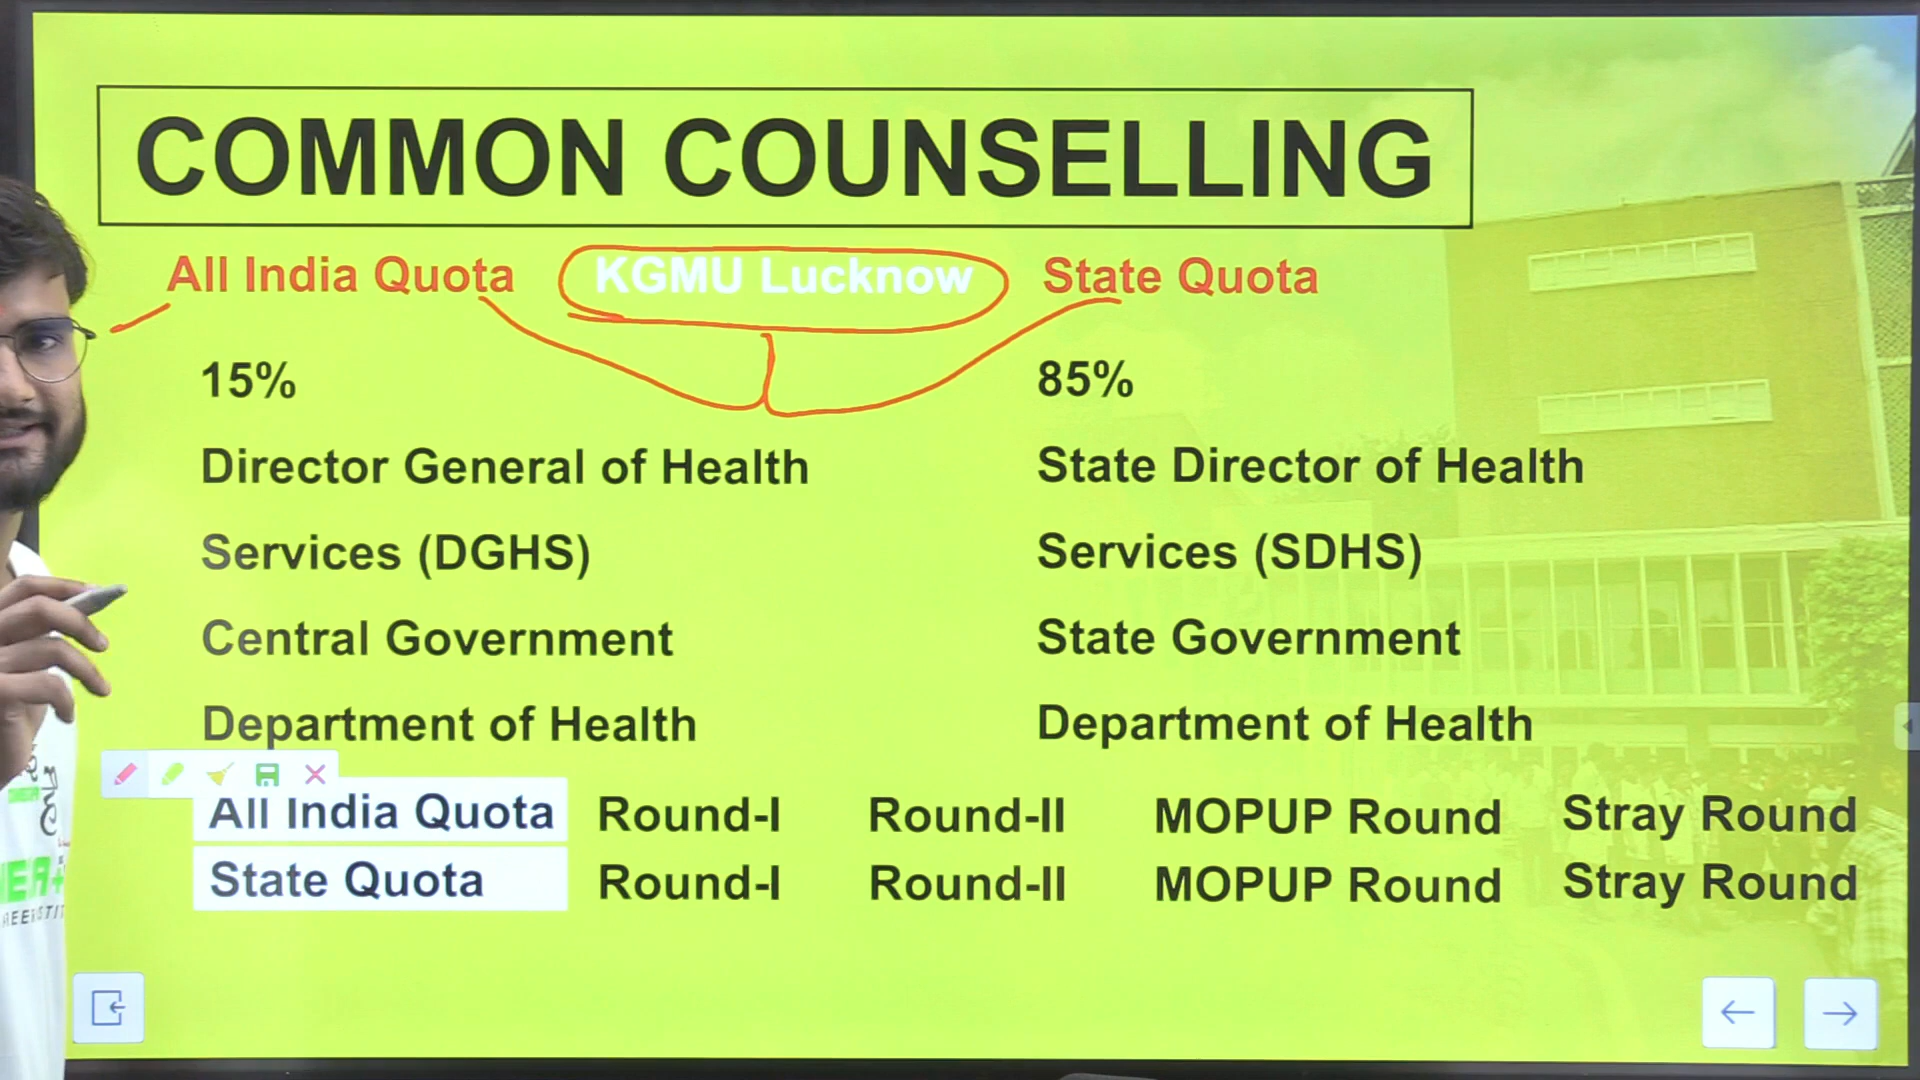 COMMON COUNSELLING
All India Quota KGMU Lucknow State Quota
15% 85%
Director General of Health State Director of Health
Services (DGHS) Services (SDHS)
Central Government State Government
Department of Health Department of Health
All India Quota Round-I Round-II MOPUP Round Stray Round
State Quota Round-I Round-II MOPUP Round Stray Round